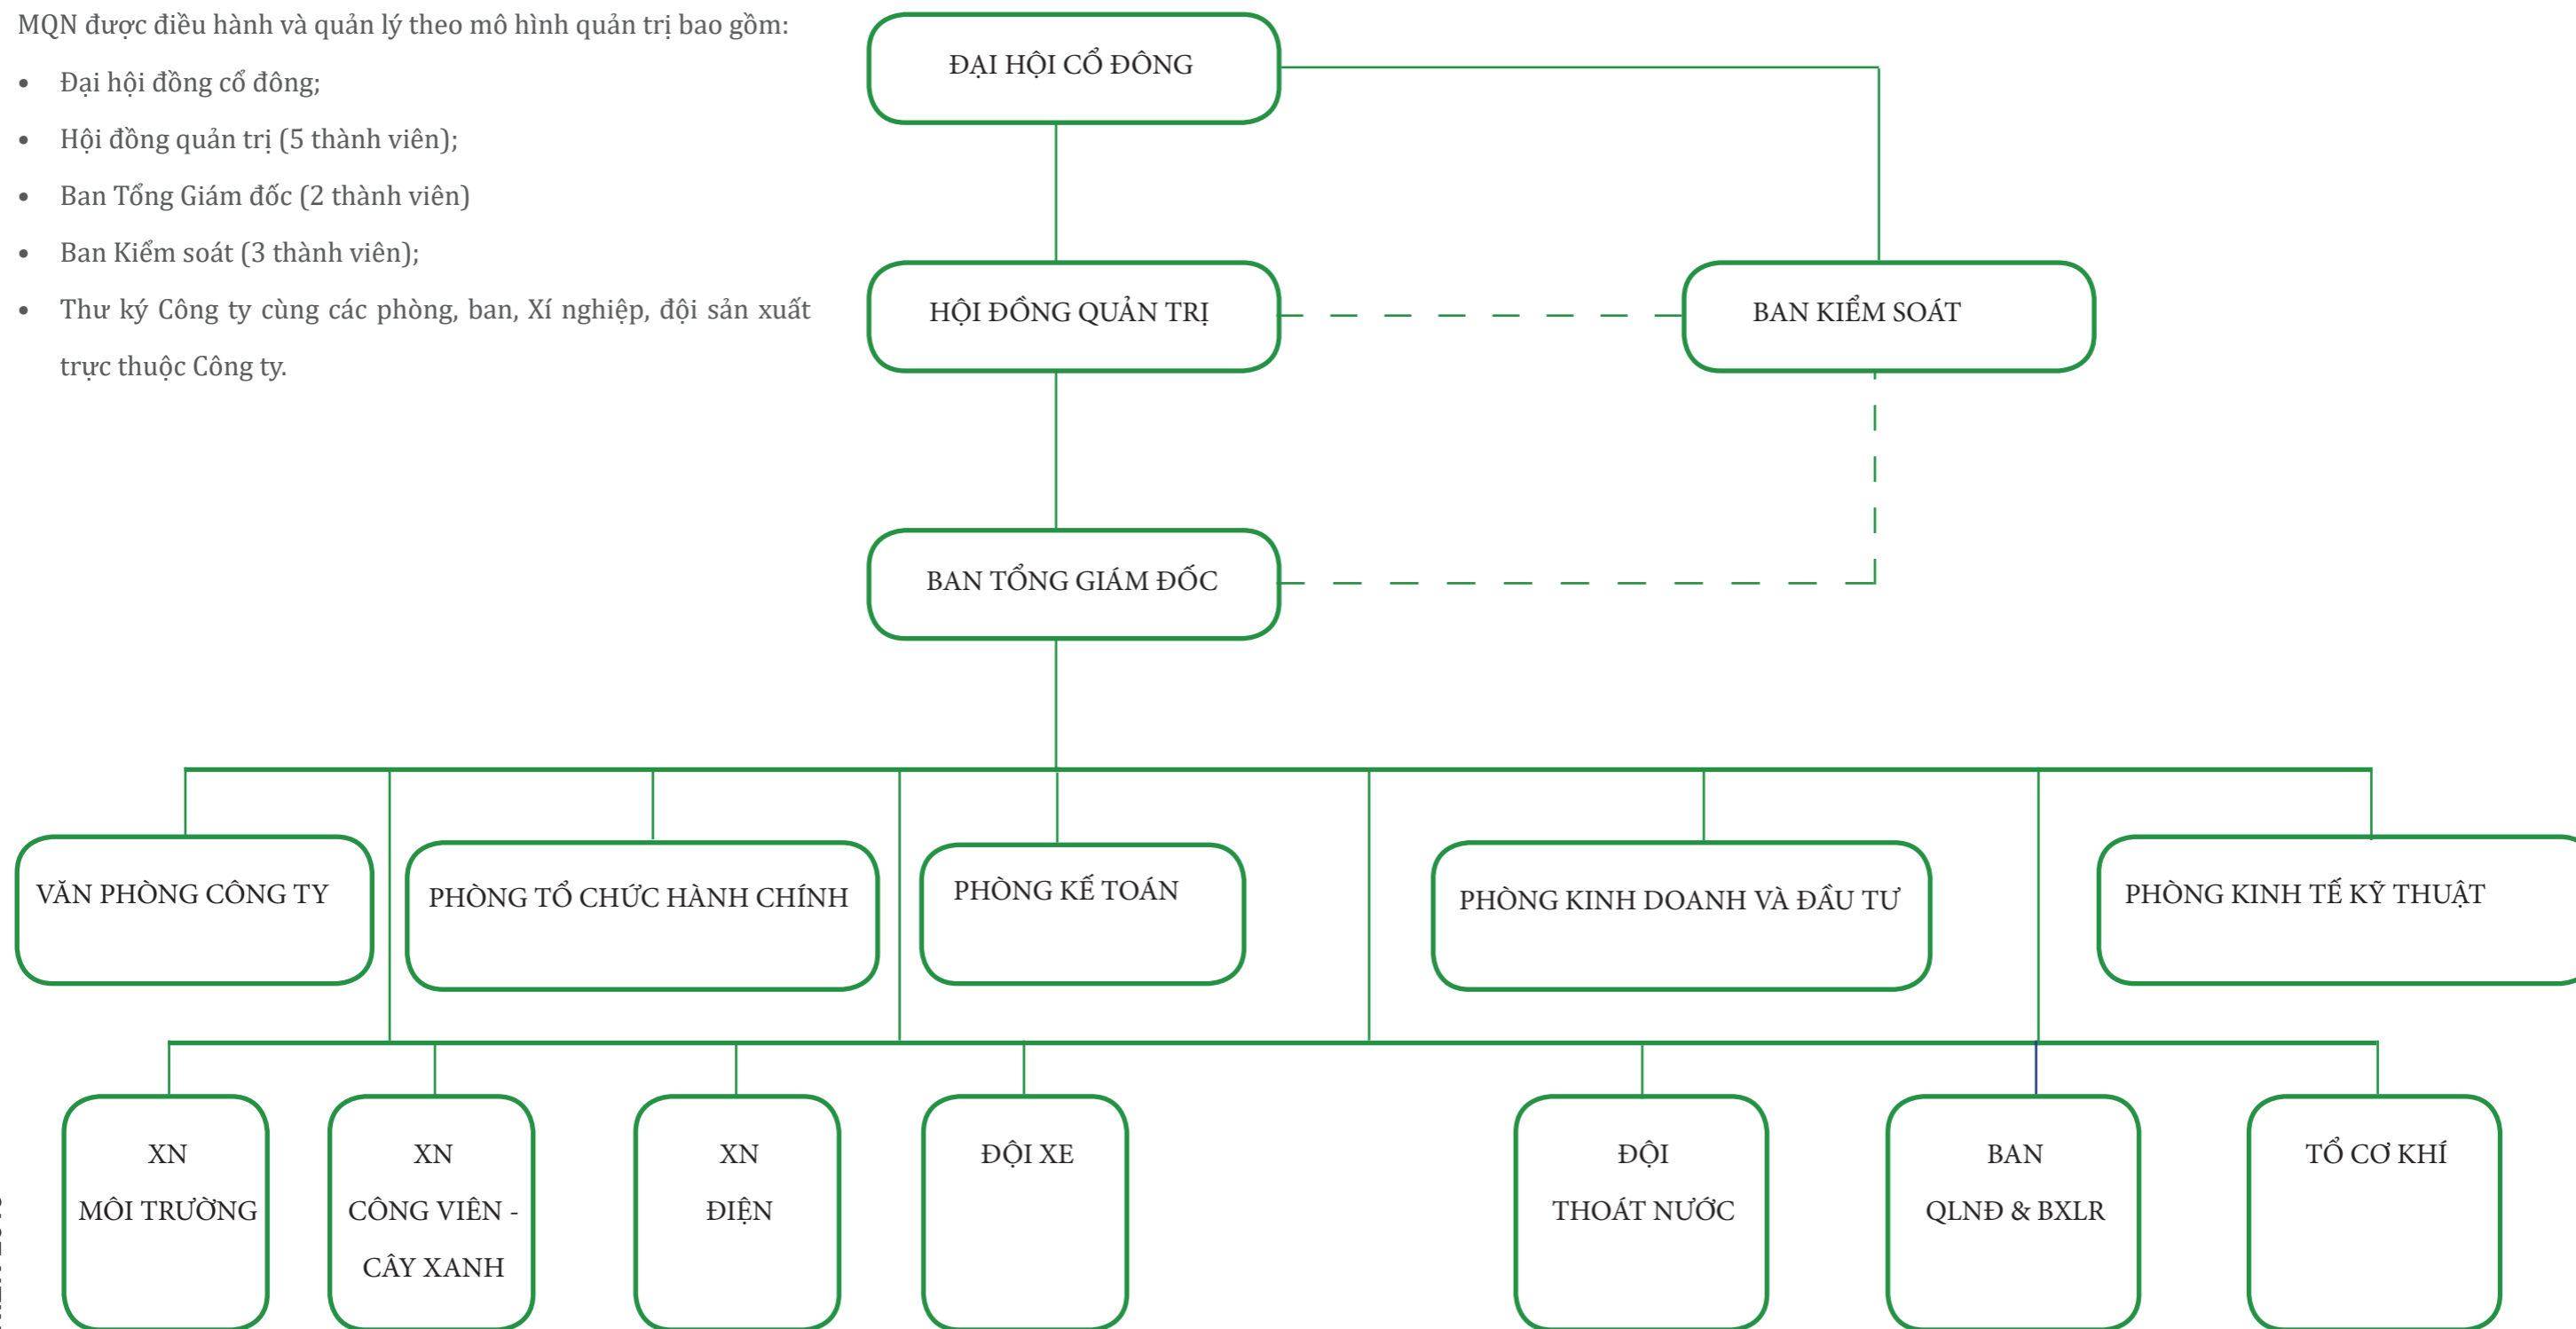 MQN được điều hành và quản lý theo mô hình quản trị bao gồm:
• Đại hội đồng cổ đông;
• Hội đồng quản trị (5 thành viên);
• Ban Tổng Giám đốc (2 thành viên)
• Ban Kiểm soát (3 thành viên);
• Thư ký Công ty cùng các phòng, ban, Xí nghiệp, đội sản xuất
trực thuộc Công ty.
ĐẠI HỘI CỔ ĐÔNG
HỘI ĐỒNG QUẢN TRỊ
BAN KIỂM SOÁT
BAN TỔNG GIÁM ĐỐC
VĂN PHÒNG CÔNG TY
PHÒNG TỔ CHỨC HÀNH CHÍNH
PHÒNG KẾ TOÁN
PHÒNG KINH DOANH VÀ ĐẦU TƯ
PHÒNG KINH TẾ KỸ THUẬT
XN
MÔI TRƯỜNG
XN
CÔNG VIÊN -
CÂY XANH
XN
ĐIỆN
ĐỘI XE
ĐỘI
THOÁT NƯỚC
BAN
QLNĐ & BXLR
TỔ CƠ KHÍ